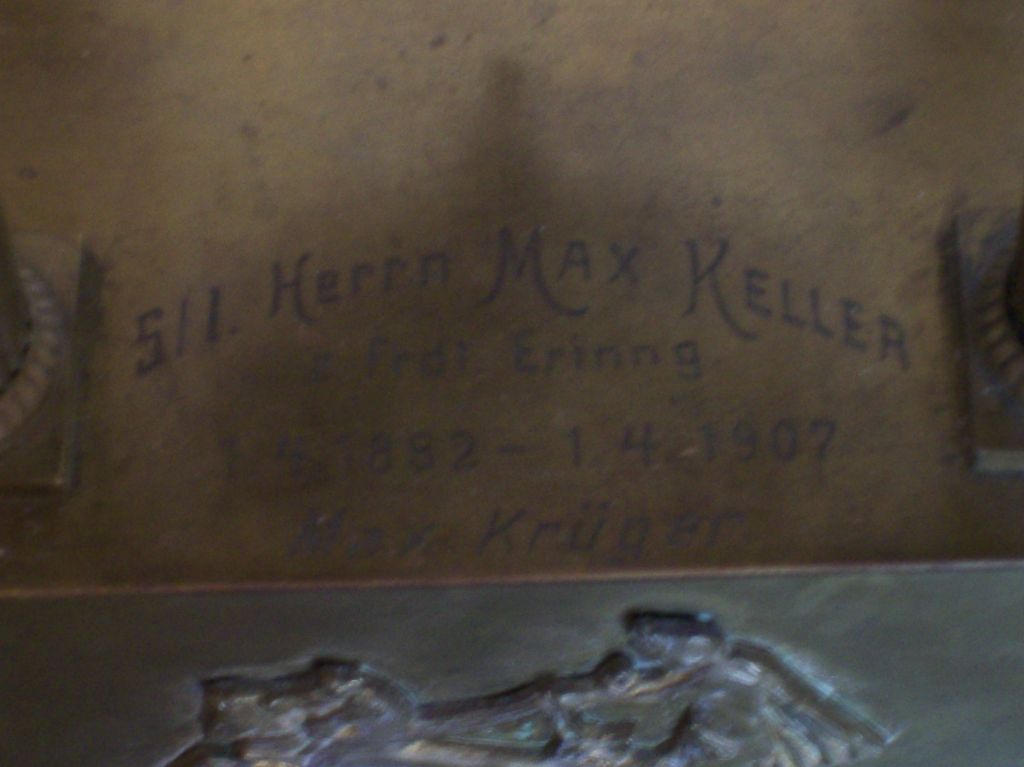 S/l. Herrn MAX KELLER
z frdl. Erinng
1.4.1892 – 1.4.1907
Max Krüger.